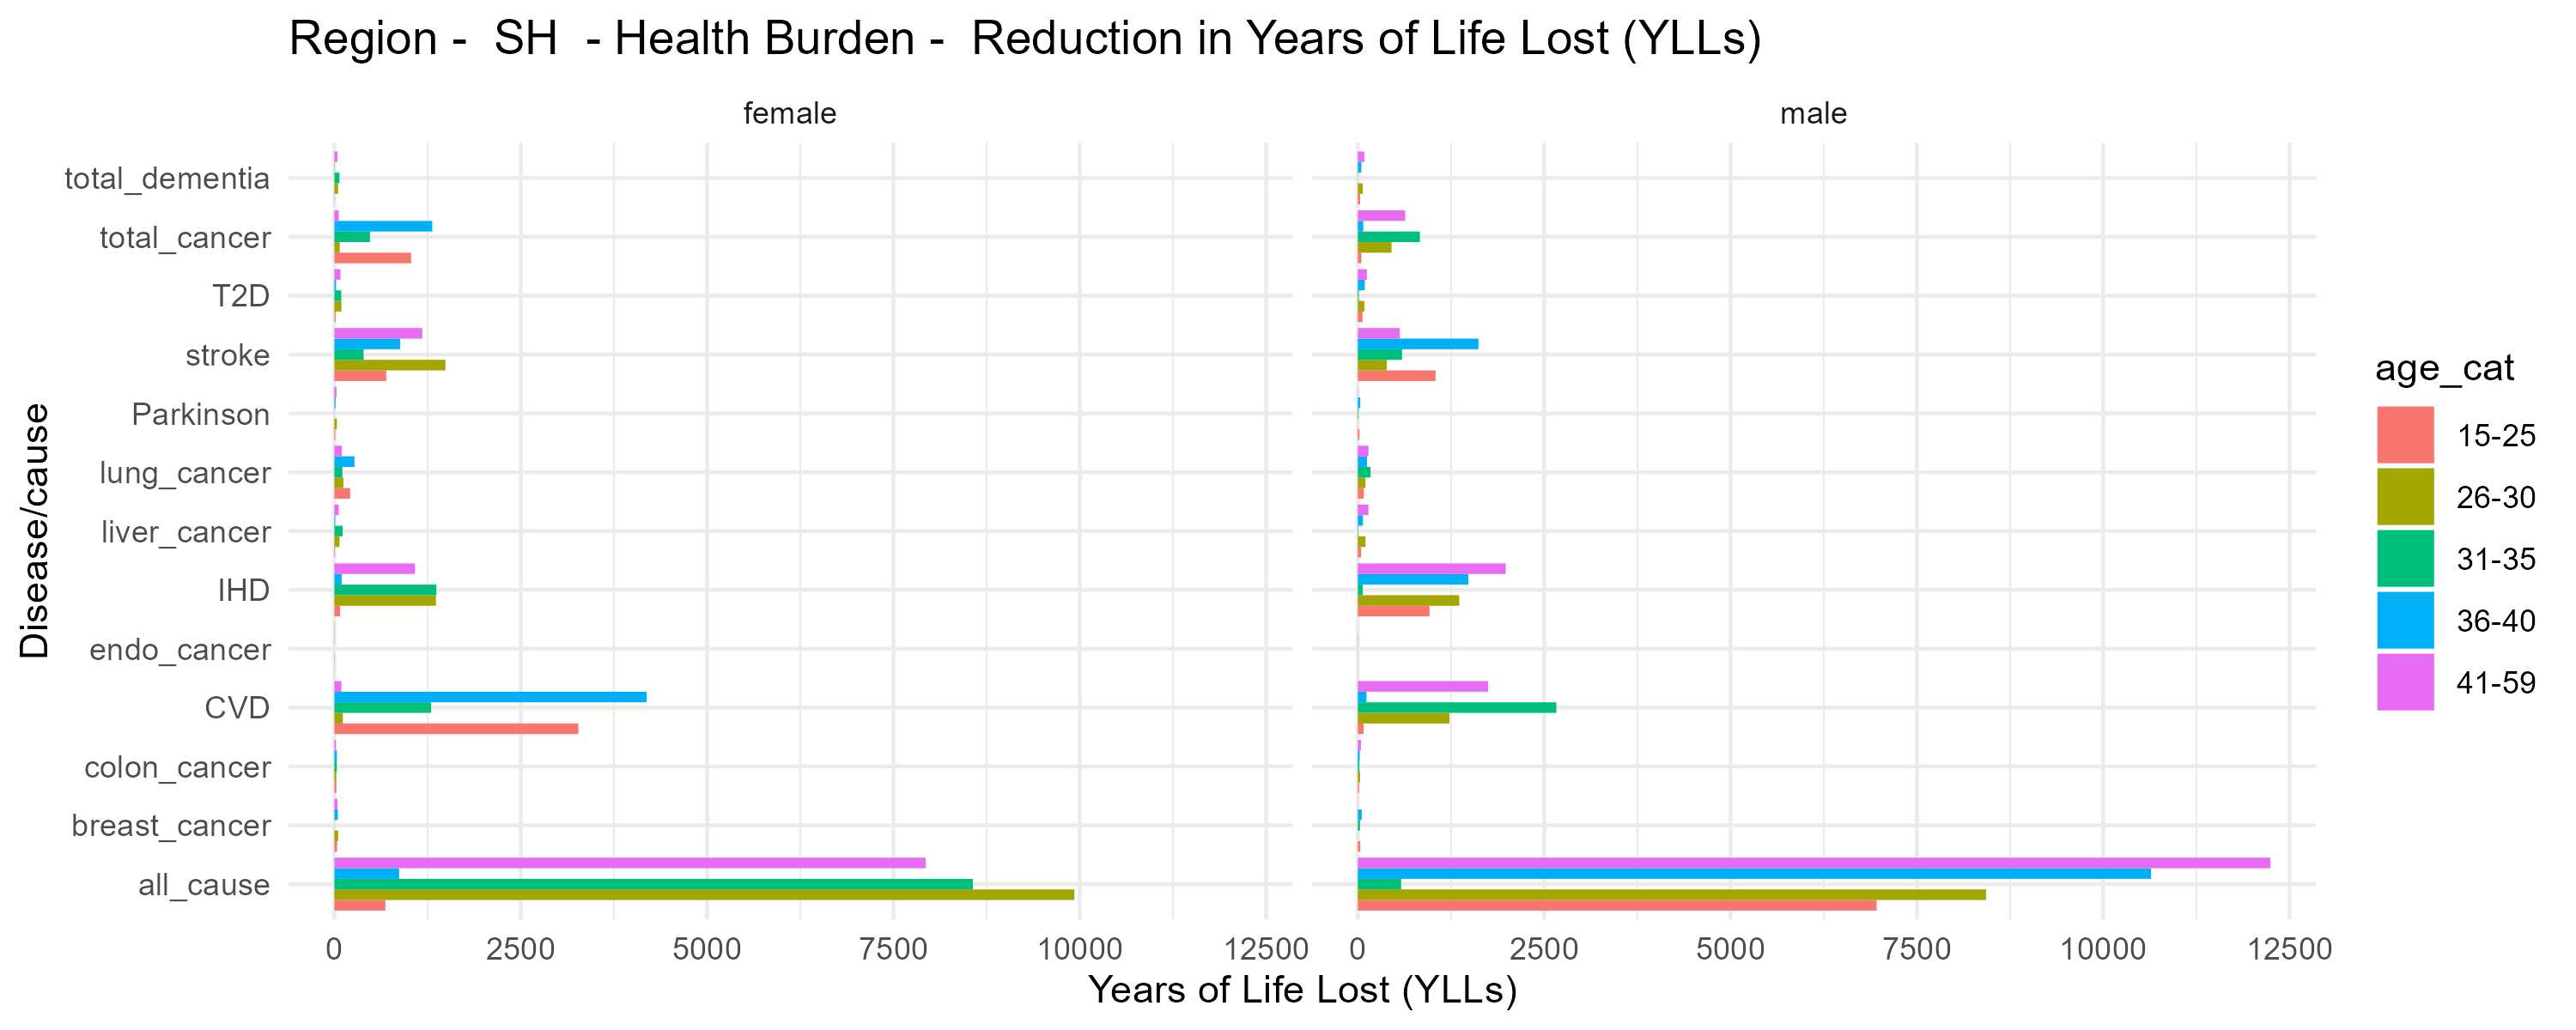 Region -  SH  - Health Burden -  Reduction in Years of Life Lost (YLLs)
female
male
Disease/cause
total_dementia
total_cancer
T2D
stroke
Parkinson
lung_cancer
liver_cancer
IHD
endo_cancer
CVD
colon_cancer
breast_cancer
all_cause
0 2500 5000 7500 10000 12500
0 2500 5000 7500 10000 12500
Years of Life Lost (YLLs)
age_cat
15-25
26-30
31-35
36-40
41-59